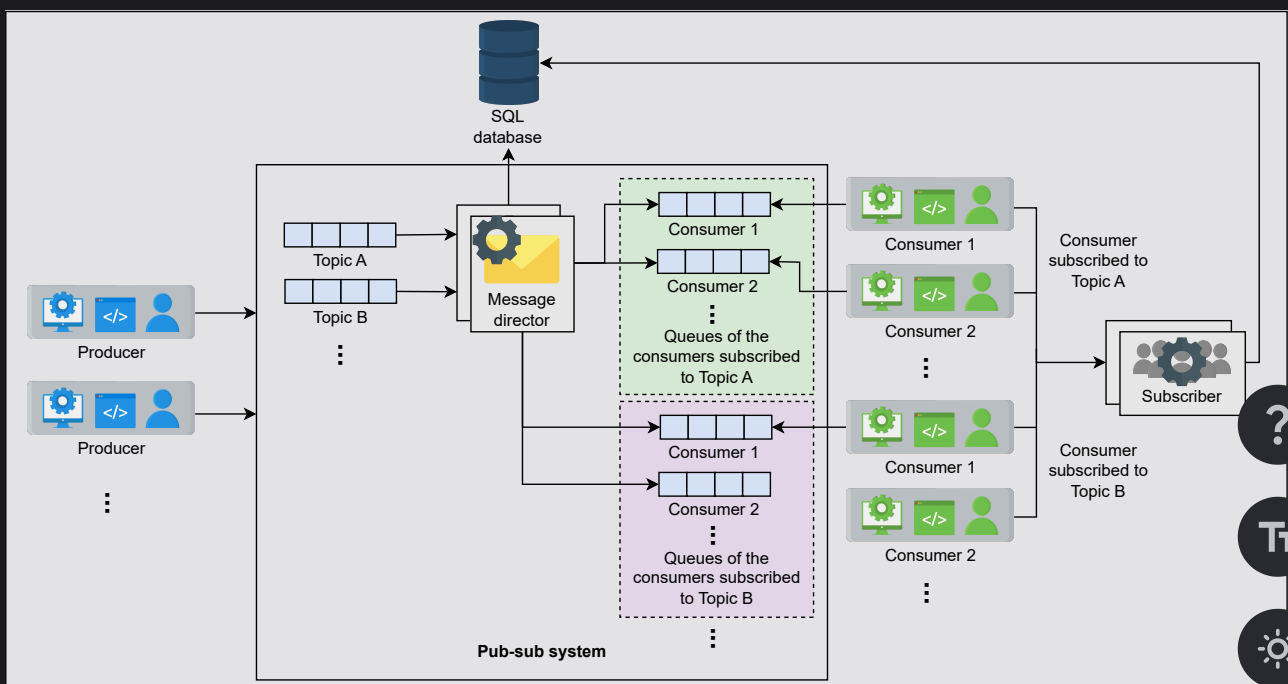 SQL
database
Topic A
Topic B
Message
director
</>
Producer
</>
Producer
Consumer 1
Consumer 2
Queues of the
consumers subscribed
to Topic A
Consumer 1
Consumer 2
Queues of the
consumers subscribed
to Topic B
Pub-sub system
</>
Consumer 1
</>
Consumer 2
Consumer
subscribed to
Topic A
</>
Consumer 1
</>
Consumer 2
Consumer
subscribed to
Topic B
Subscriber
?
TT